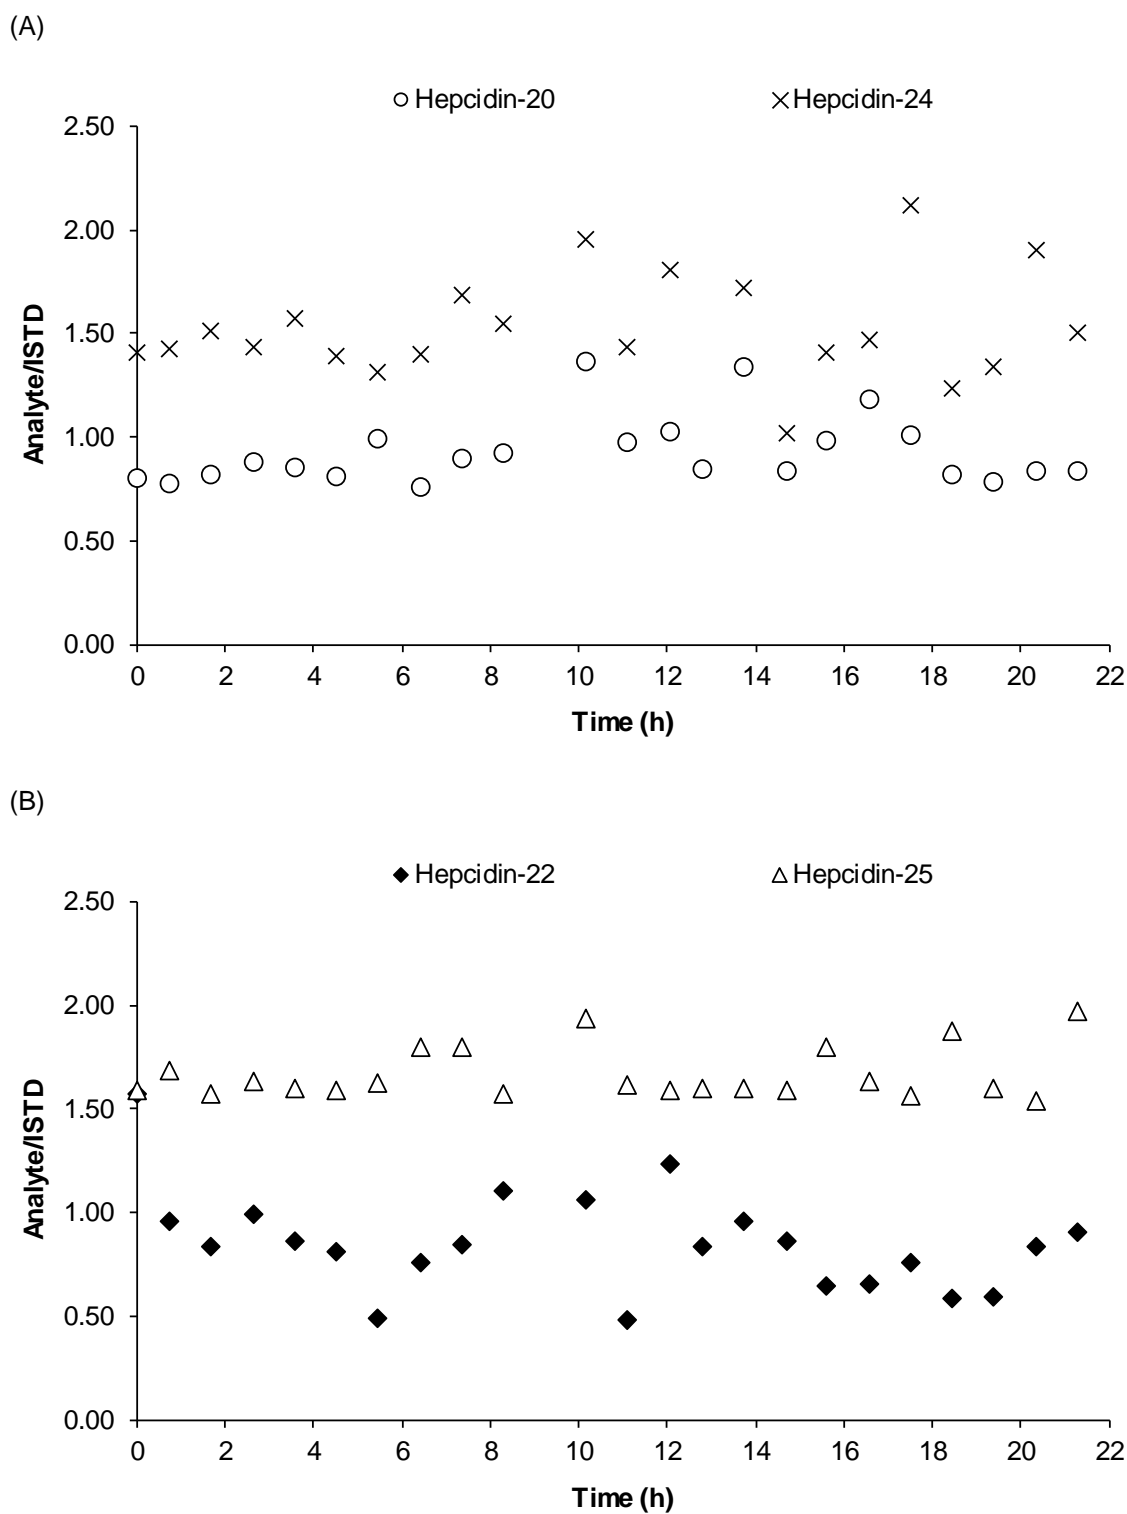 (A)
Hepcidin-20 Hepcidin-24
2.50
2.00
1.50
1.00
0.50
0.00
Analyte/ISTD
0 2 4 6 8 10 12 14 16 18 20 22
Time (h)
(B)
Hepcidin-22 Hepcidin-25
2.50
2.00
1.50
1.00
0.50
0.00
Analyte/ISTD
0 2 4 6 8 10 12 14 16 18 20 22
Time (h)